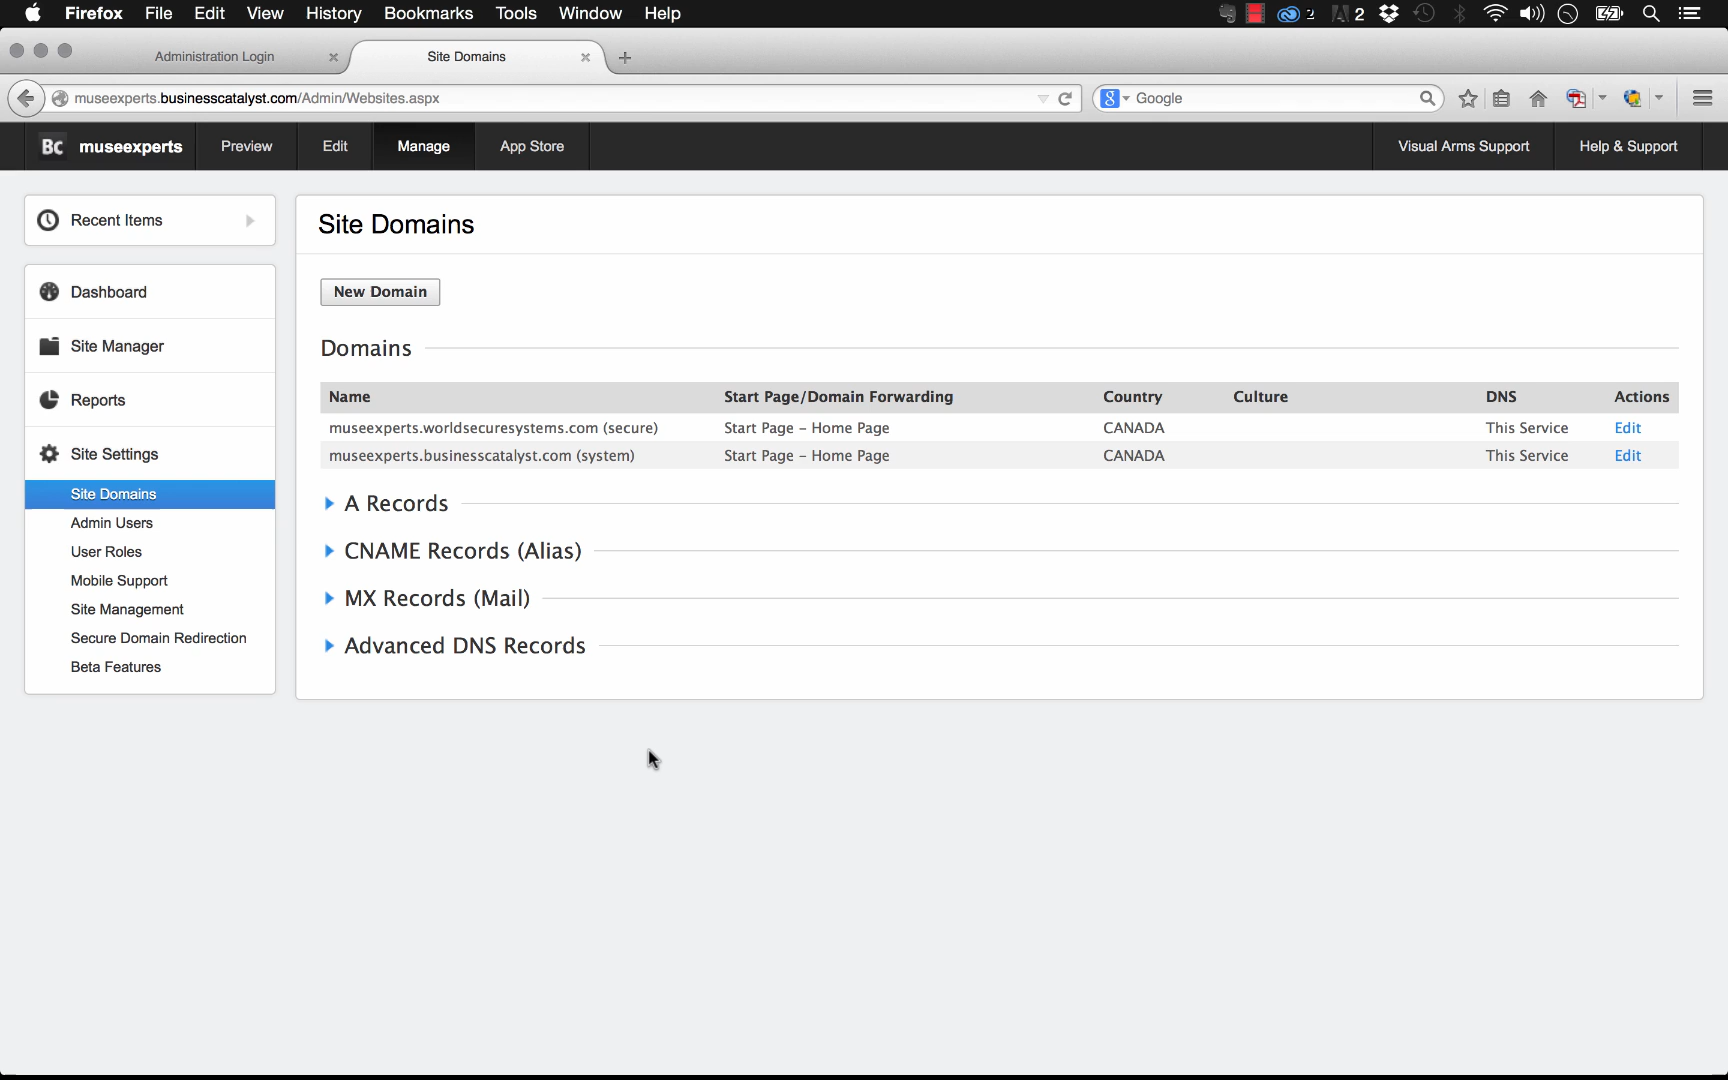 Firefox File Edit View History Bookmarks Tools Window Help 2 2
Administration Login
Site Domains
museexperts.businesscatalyst.com/Admin/Websites.aspx
Google
Bc museexperts Preview Edit Manage App Store Visual Arms Support Help & Support
Recent Items
Dashboard
Site Manager
Reports
Site Settings
Site Domains
Admin Users
User Roles
Mobile Support
Site Management
Secure Domain Redirection
Beta Features
Site Domains
New Domain
Domains
Name Start Page/Domain Forwarding Country Culture DNS Actions
museexperts.worldsecuresystems.com (secure) Start Page – Home Page CANADA This Service Edit
museexperts.businesscatalyst.com (system) Start Page – Home Page CANADA This Service Edit
A Records
CNAME Records (Alias)
MX Records (Mail)
Advanced DNS Records